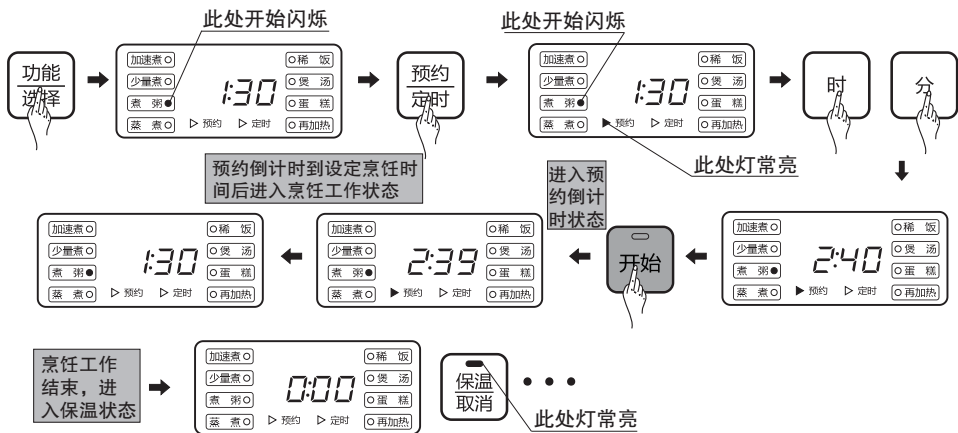 此处开始闪烁
此处开始闪烁
功能
选择
加速煮
少量煮
煮 粥
蒸 煮
1:30
预约 定时
稀 饭
煲 汤
蛋 糕
再加热
预约
定时
加速煮
少量煮
煮 粥
蒸 煮
1:30
预约 定时
稀 饭
煲 汤
蛋 糕
再加热
时
分
此处灯常亮
预约倒计时到设定烹饪时
间后进入烹饪工作状态
进入预
约倒计
时状态
加速煮
少量煮
煮 粥
蒸 煮
2:40
预约 定时
稀 饭
煲 汤
蛋 糕
再加热
开始
加速煮
少量煮
煮 粥
蒸 煮
2:39
预约 定时
稀 饭
煲 汤
蛋 糕
再加热
加速煮
少量煮
煮 粥
蒸 煮
1:30
预约 定时
稀 饭
煲 汤
蛋 糕
再加热
烹饪工作
结束，进
入保温状态
加速煮
少量煮
煮 粥
蒸 煮
0:00
预约 定时
稀 饭
煲 汤
蛋 糕
再加热
保温
取消
此处灯常亮